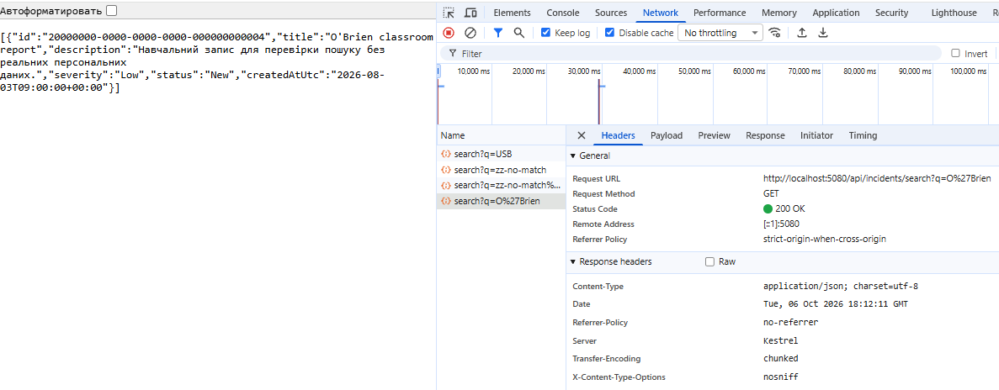 Автоформатировать
[{"id":"20000000-0000-0000-0000-000000000004","title":"O'Brien classroom
report","description":"Навчальний запис для перевірки пошуку без
реальних персональних
даних.","severity":"Low","status":"New","createdAtUtc":"2026-08-
03T09:00:00+00:00"}]
Elements Console Sources Network Performance Memory Application Security Lighthouse Re
Keep log Disable cache No throttling
Filter Invert
10,000 ms 20,000 ms 30,000 ms 40,000 ms 50,000 ms 60,000 ms 70,000 ms 80,000 ms 90,000 ms 100,000 ms
Name
search?q=USB
search?q=zz-no-match
search?q=zz-no-match%...
search?q=O%27Brien
Headers Payload Preview Response Initiator Timing
General
Request URL http://localhost:5080/api/incidents/search?q=O%27Brien
Request Method GET
Status Code 200 OK
Remote Address [::1]:5080
Referrer Policy strict-origin-when-cross-origin
Response headers Raw
Content-Type application/json; charset=utf-8
Date Tue, 06 Oct 2026 18:12:11 GMT
Referrer-Policy no-referrer
Server Kestrel
Transfer-Encoding chunked
X-Content-Type-Options nosniff